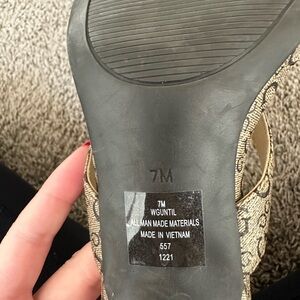 7M
7M
WGUNTIL
ALL MAN MADE MATERIALS
MADE IN VIETNAM
557
1221